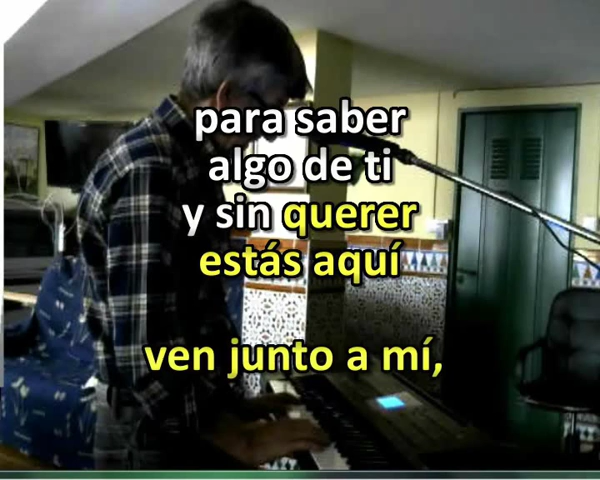 para saber
algo de ti
y sin querer
estás aquí
ven junto a mí,